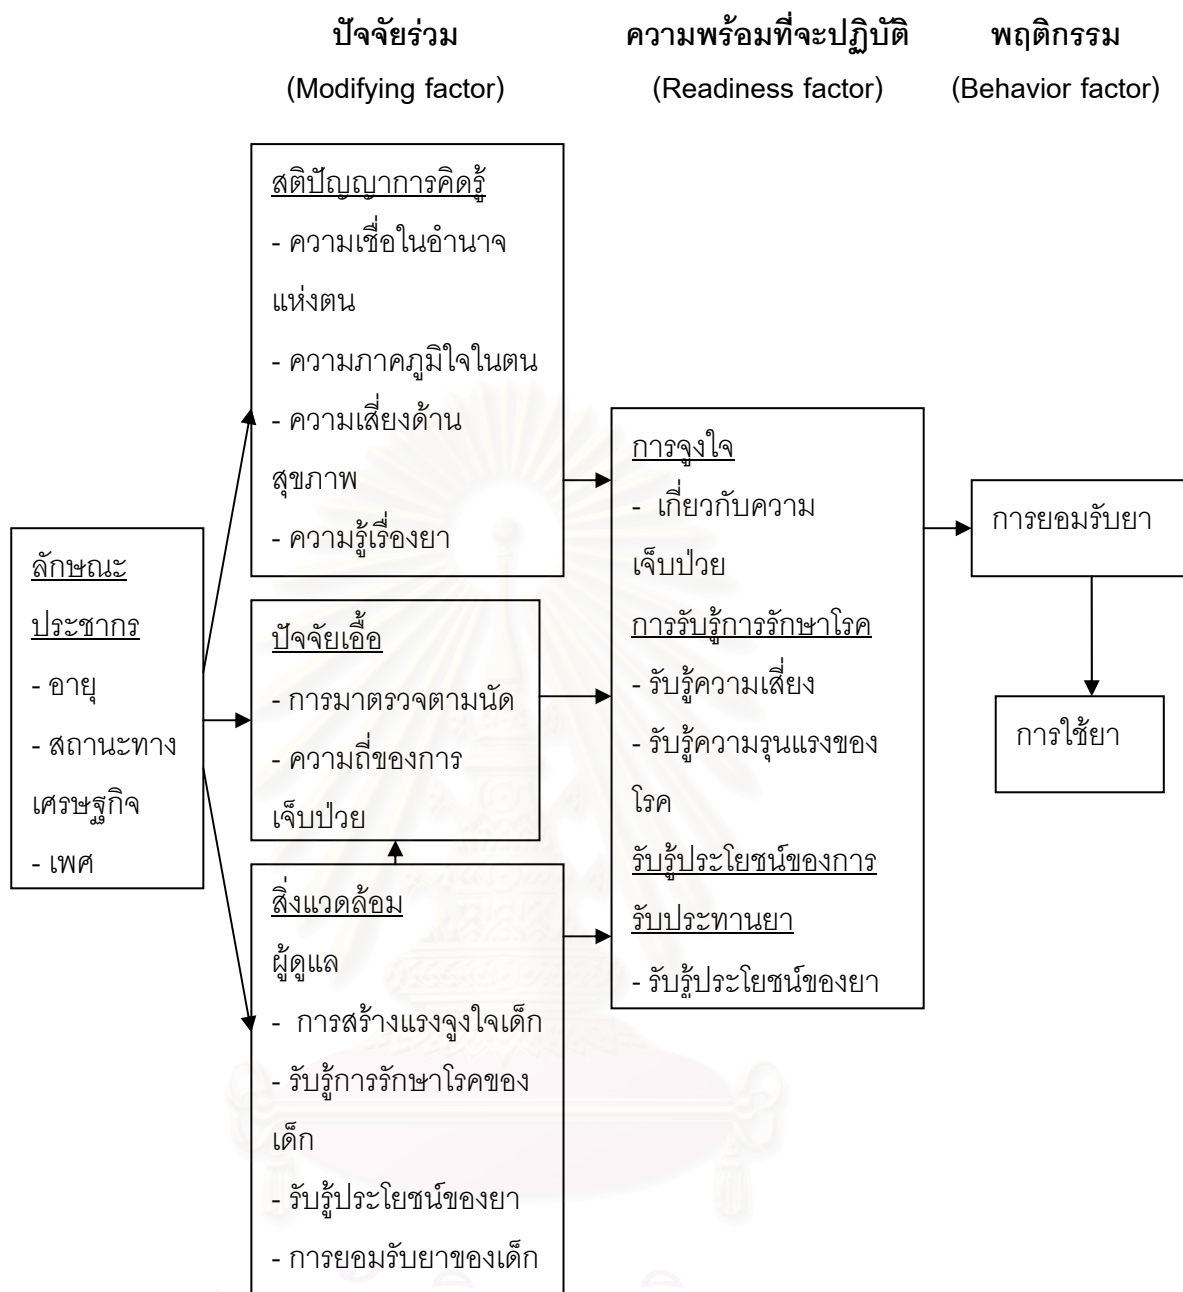 ปัจจัยร่วม
(Modifying factor)
ความพร้อมที่จะปฏิบัติ
(Readiness factor)
พฤติกรรม
(Behavior factor)
ลักษณะ
ประชากร
- อายุ
- สถานะทาง
เศรษฐกิจ
- เพศ
สติปัญญาการคิดรู้
- ความเชื่อในอำนาจ
แห่งตน
- ความภาคภูมิใจในตน
- ความเสี่ยงด้าน
สุขภาพ
- ความรู้เรื่องยา
ปัจจัยเอื้อ
- การมาตรวจตามนัด
- ความถี่ของการ
เจ็บป่วย
สิ่งแวดล้อม
ผู้ดูแล
- การสร้างแรงจูงใจเด็ก
- รับรู้การรักษาโรคของ
เด็ก
- รับรู้ประโยชน์ของยา
- การยอมรับยาของเด็ก
การจูงใจ
- เกี่ยวกับความ
เจ็บป่วย
การรับรู้การรักษาโรค
- รับรู้ความเสี่ยง
- รับรู้ความรุนแรงของ
โรค
รับรู้ประโยชน์ของการ
รับประทานยา
- รับรู้ประโยชน์ของยา
การยอมรับยา
การใช้ยา